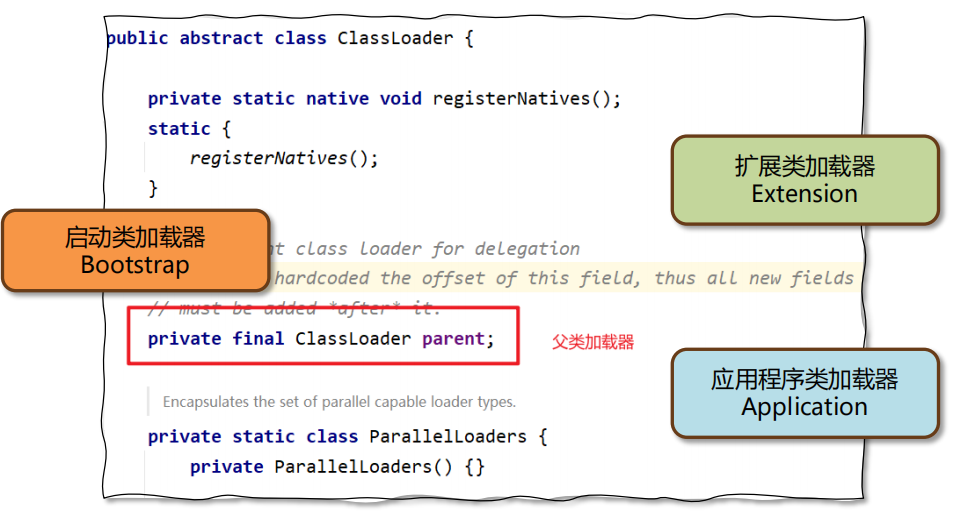 public abstract class ClassLoader {
private static native void registerNatives();
static {
registerNatives();
}
扩展类加载器
Extension
启动类加载器
Bootstrap
nt class loader for delegation
hardcoded the offset of this field, thus all new fields
// must be added *after* it.
private final ClassLoader parent;
父类加载器
应用程序类加载器
Application
Encapsulates the set of parallel capable loader types.
private static class ParallelLoaders {
private ParallelLoaders() {}